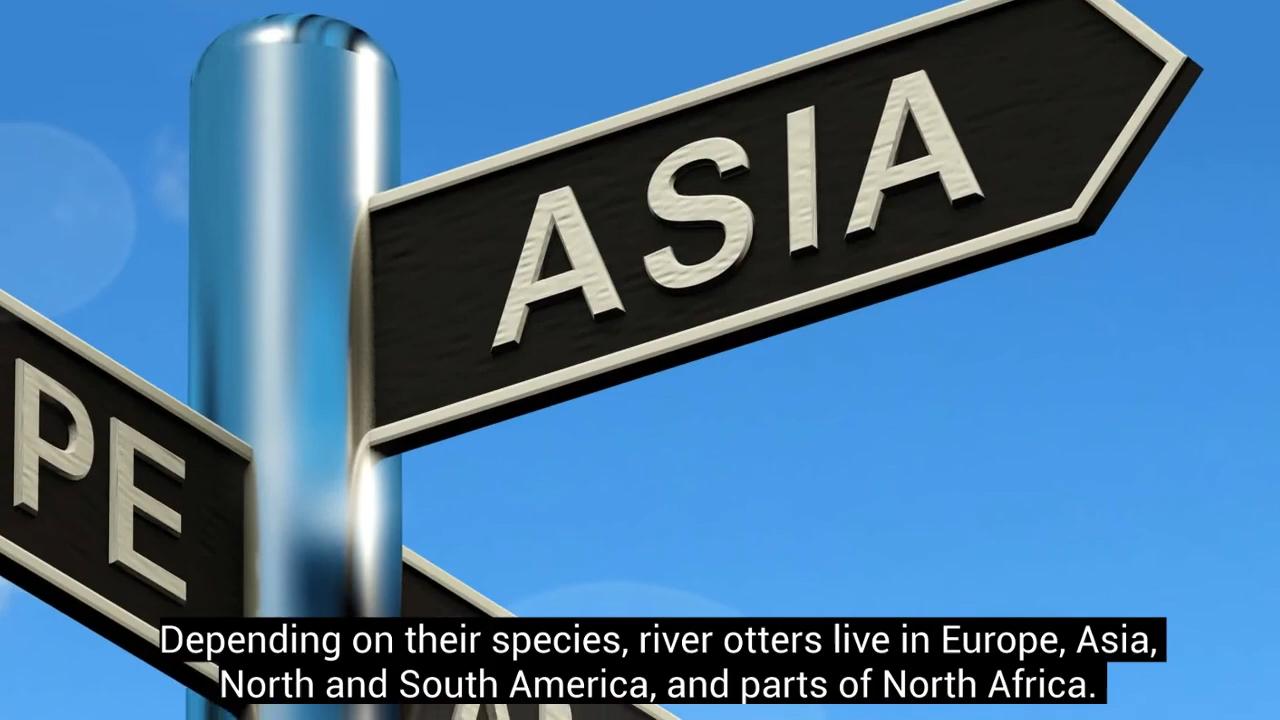 ASIA
PE
Depending on their species, river otters live in Europe, Asia,
North and South America, and parts of North Africa.